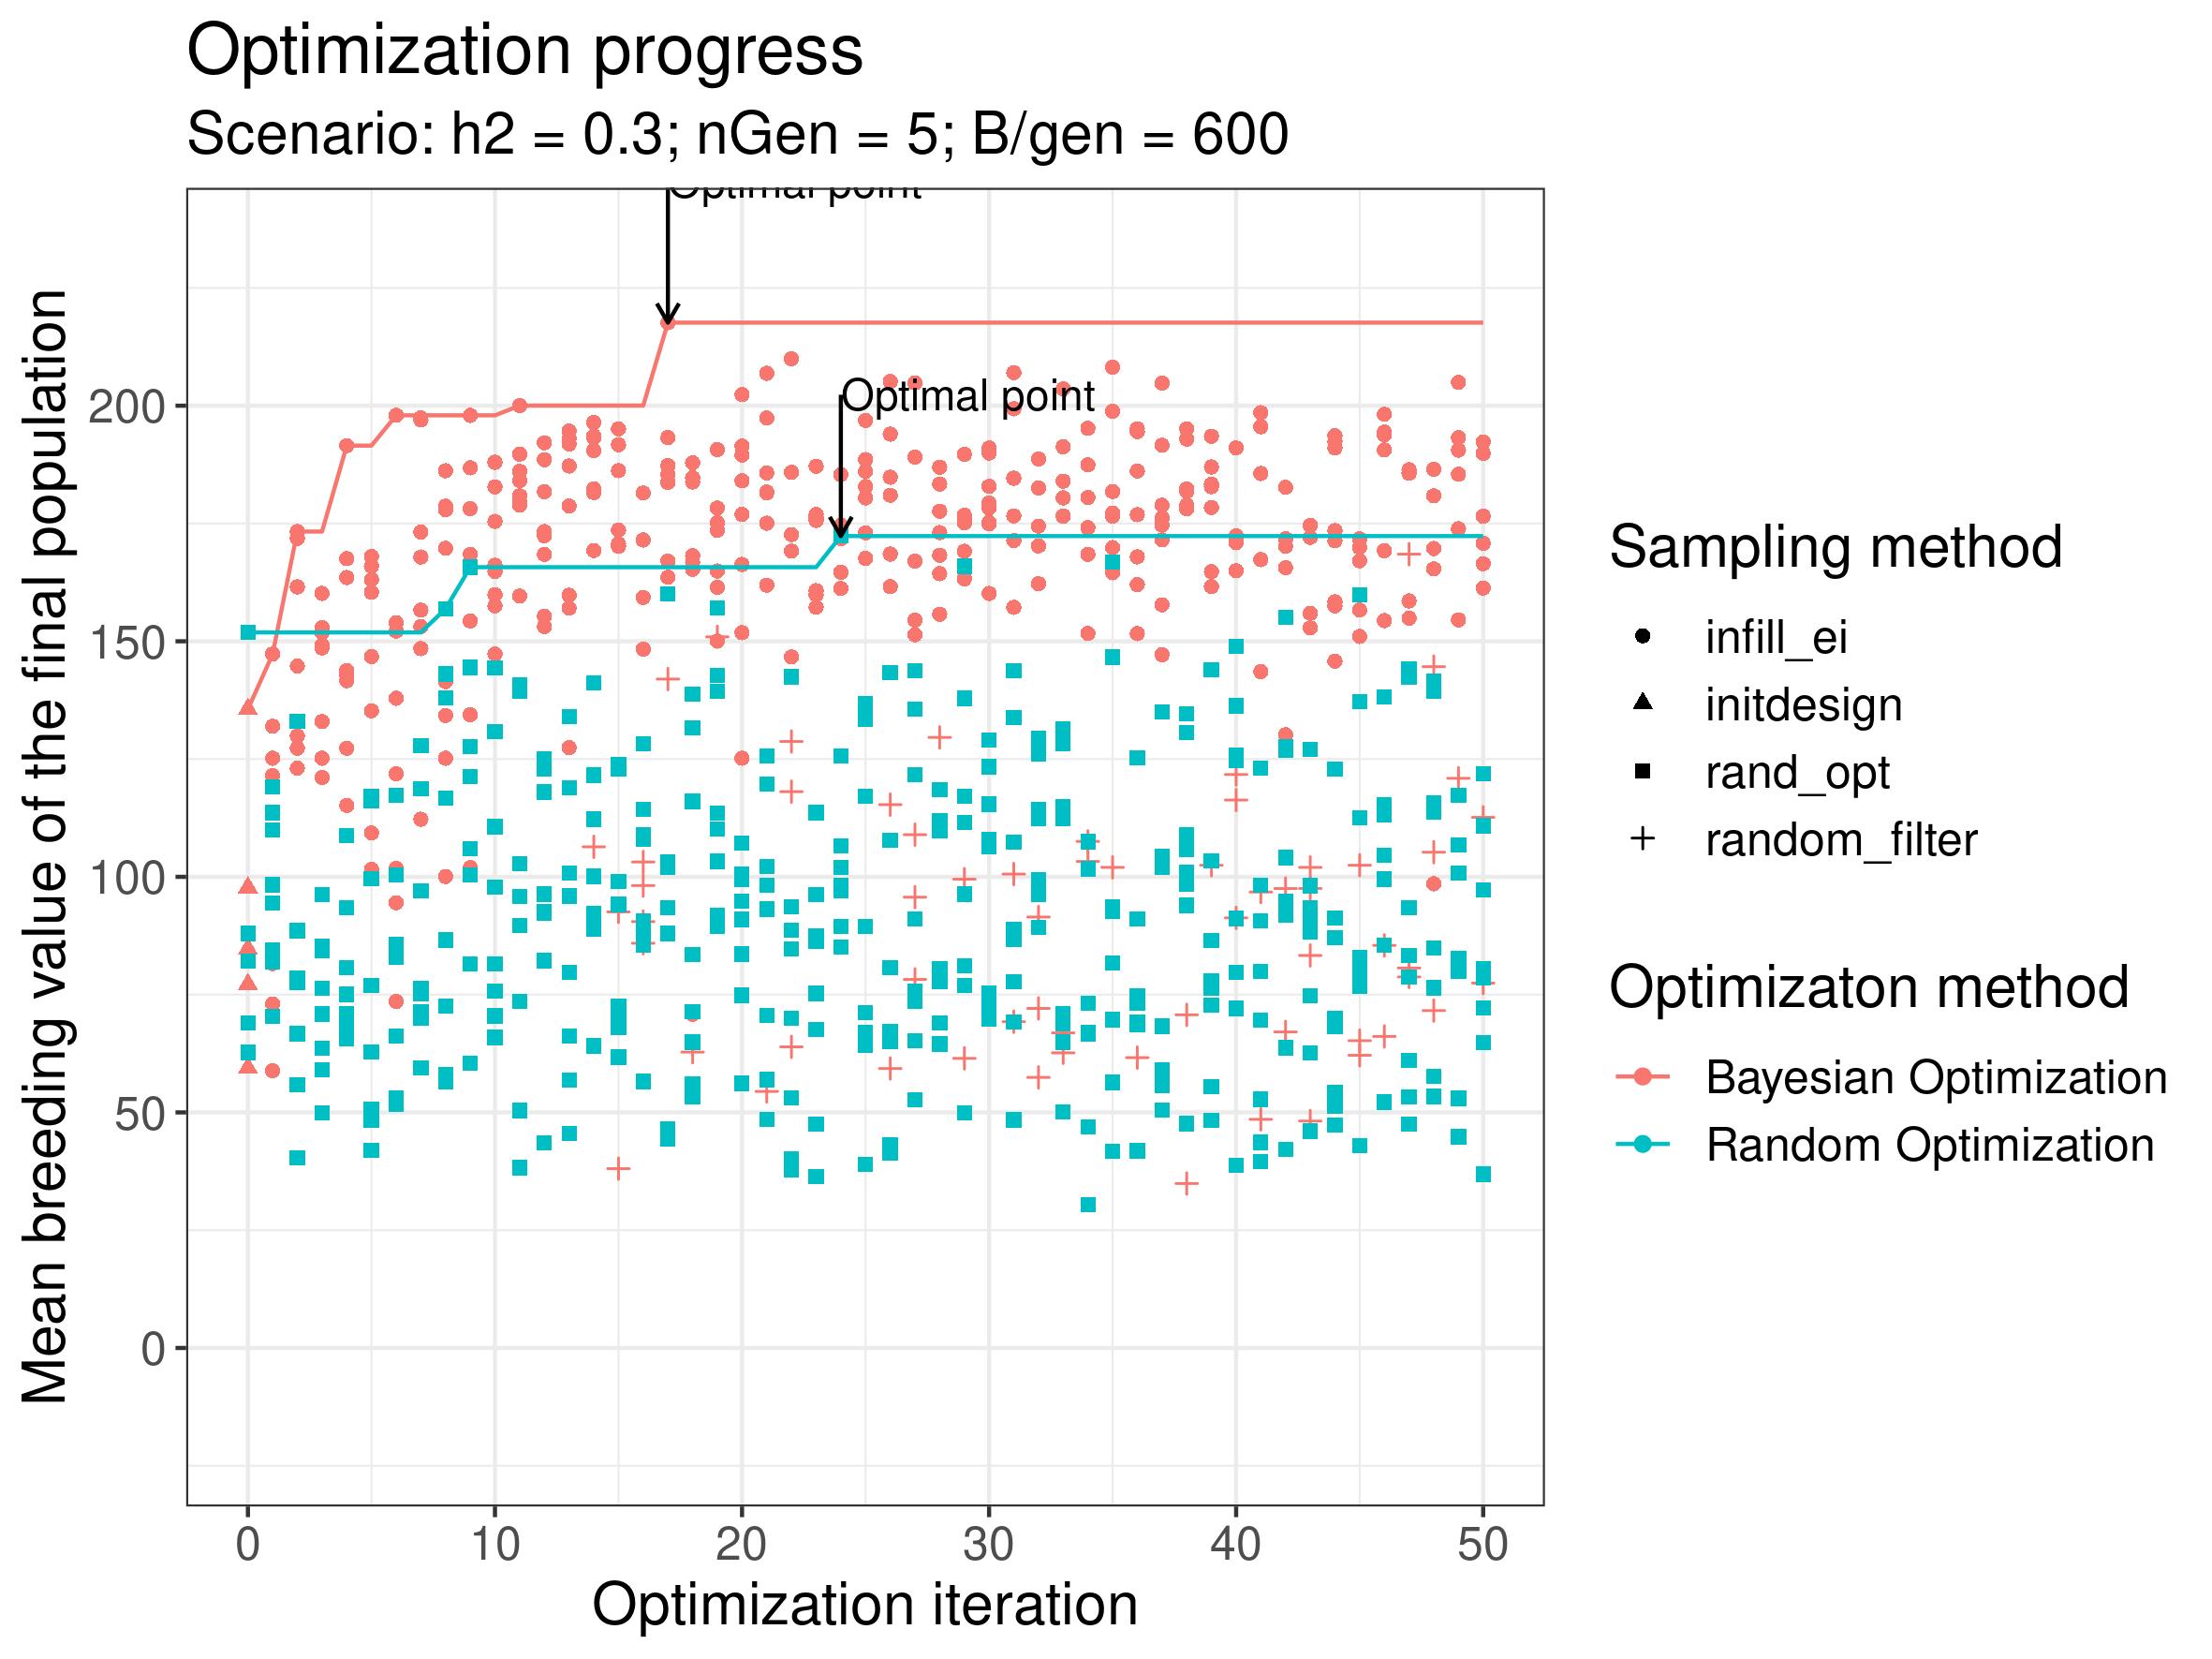 Optimization progress
Scenario: h2 = 0.3; nGen = 5; B/gen = 600
Optimal point
Optimal point
Mean breeding value of the final population
200
150
100
50
0
0 10 20 30 40 50
Optimization iteration
Sampling method
infill_ei
initdesign
rand_opt
random_filter
Optimizaton method
Bayesian Optimization
Random Optimization